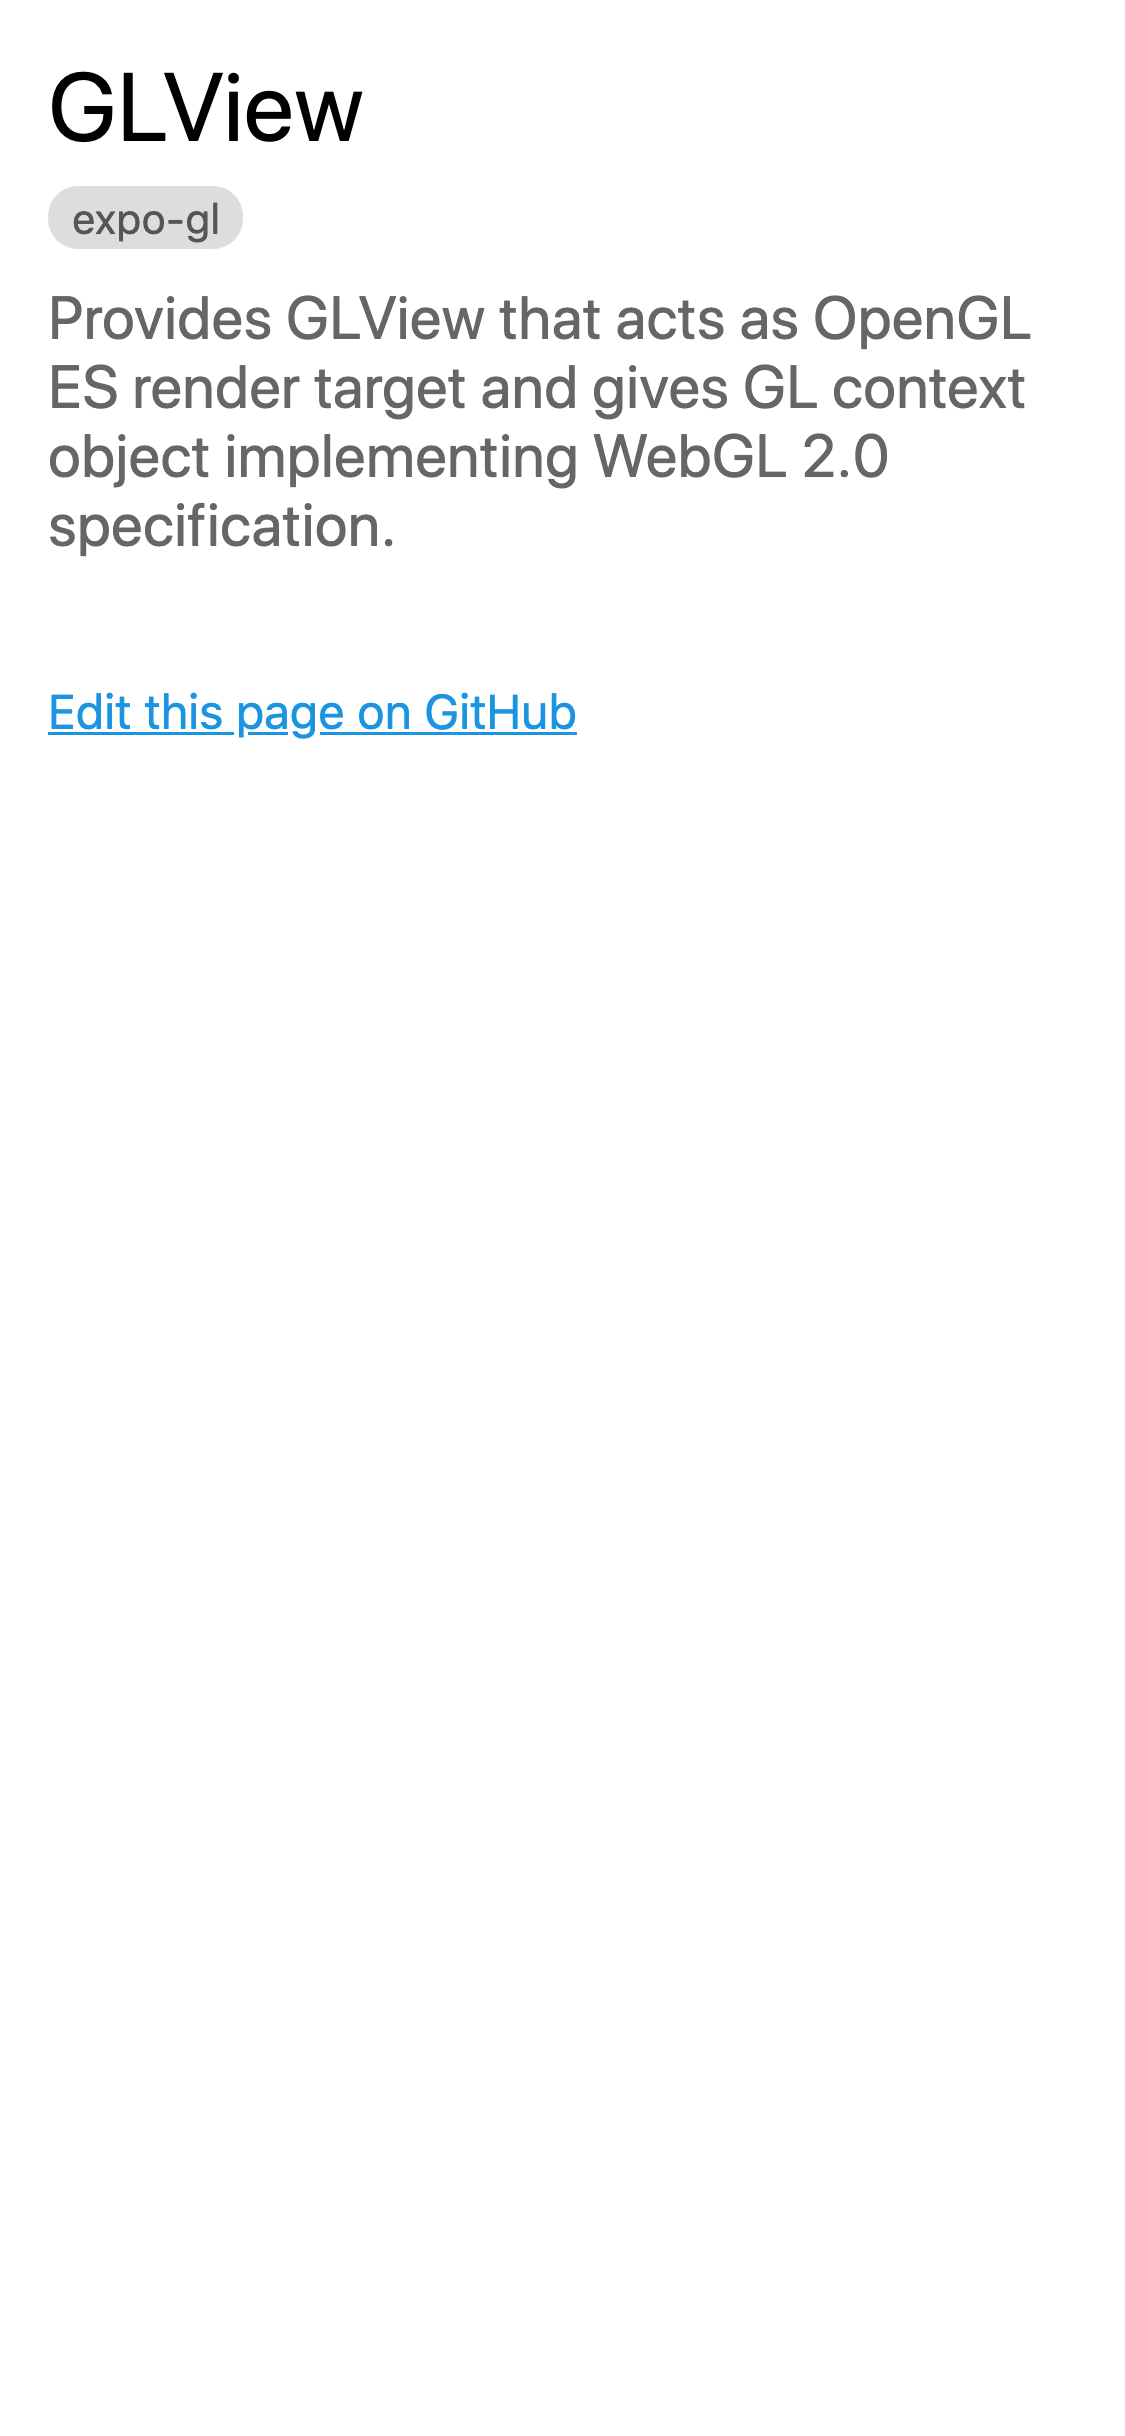 GLView
expo-gl
Provides GLView that acts as OpenGL
ES render target and gives GL context
object implementing WebGL 2.0
specification.
Edit this page on GitHub